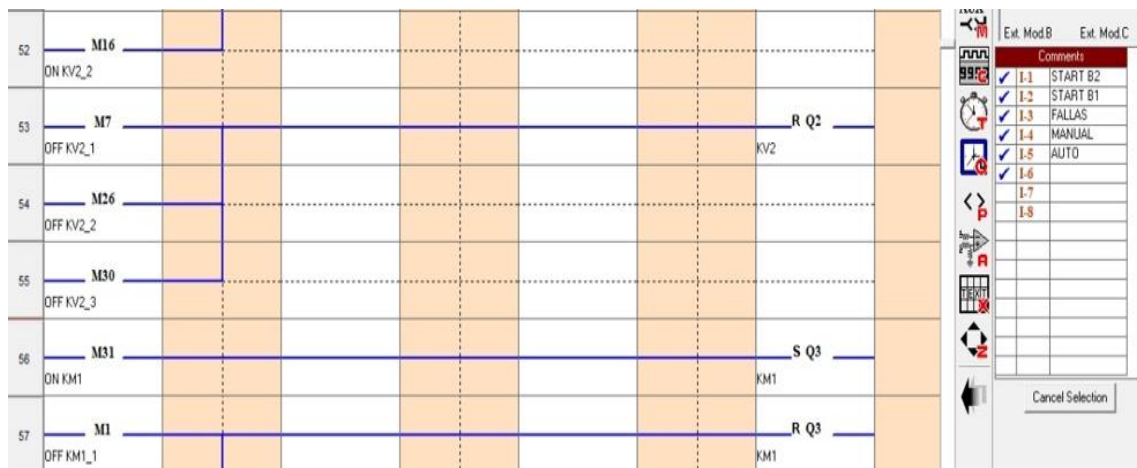 52 M16
ON KV2_2
53 M7 R Q2
OFF KV2_1 KV2
54 M26
OFF KV2_2
55 M30
OFF KV2_3
56 M31 S Q3
ON KM1 KM1
57 M1 R Q3
OFF KM1_1 KM1
M
C
T
G
P
A
TEXT
Z
Ext. Mod.B Ext. Mod.C
Comments
I-1 START B2
I-2 START B1
I-3 FALLAS
I-4 MANUAL
I-5 AUTO
I-6
I-7
I-8
Cancel Selection